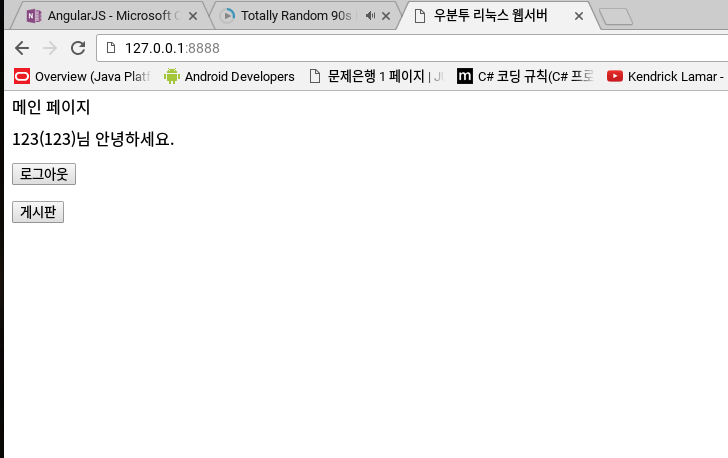 AngularJS - Microsoft
Totally Random 90s
우분투 리눅스 웹서버
127.0.0.1:8888
Overview (Java Platf
Android Developers
문제은행 1 페이지 |
C# 코딩 규칙(C# 프로
Kendrick Lamar -
메인 페이지
123(123)님 안녕하세요.
로그아웃
게시판